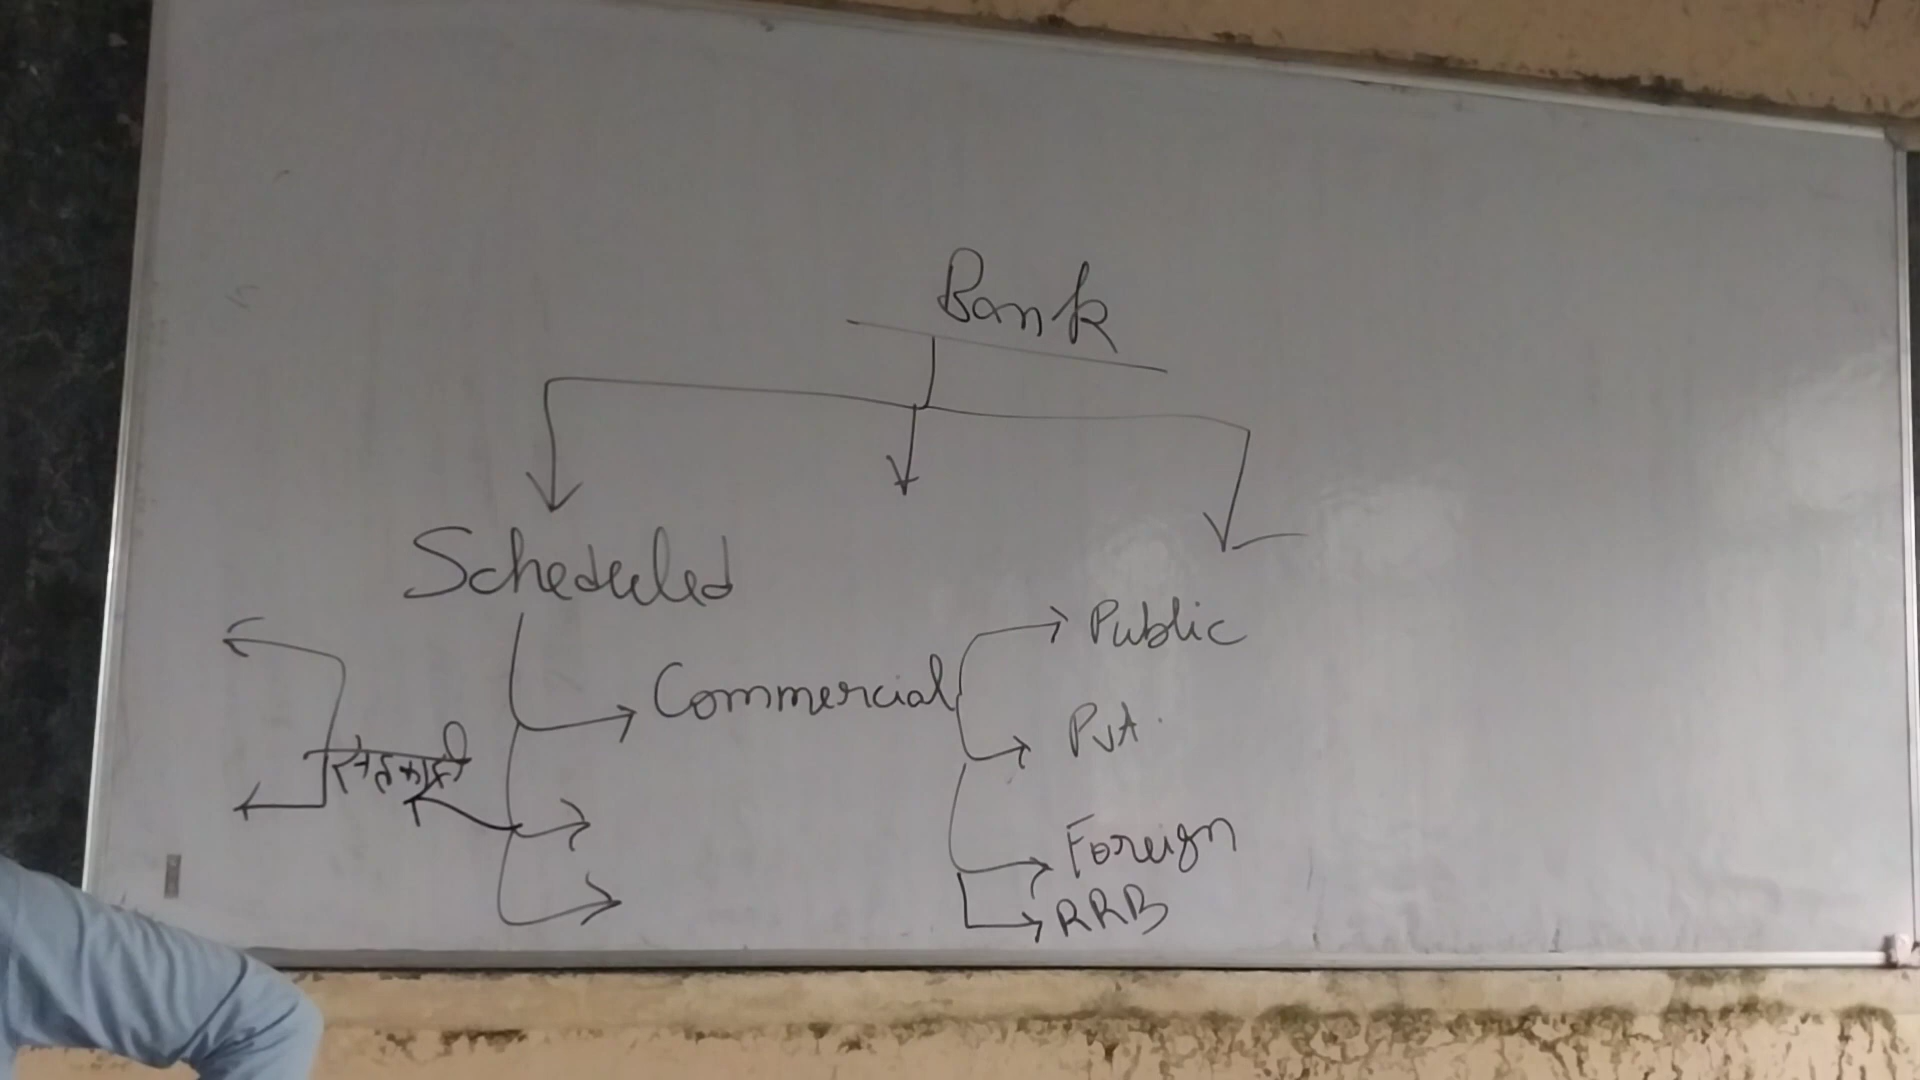 Bank
Scheduled
Commercial
Public
Pvt.
सहकारी
Foreign
RRB